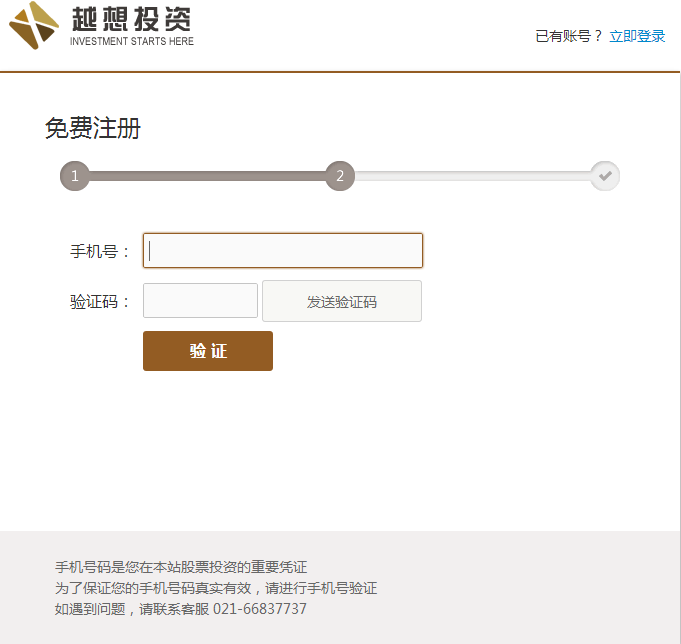 越想投资
INVESTMENT STARTS HERE
已有账号？ 立即登录
免费注册
1
2
手机号：
验证码：
发送验证码
验 证
手机号码是您在本站股票投资的重要凭证
为了保证您的手机号码真实有效，请进行手机号验证
如遇到问题，请联系客服 021-66837737